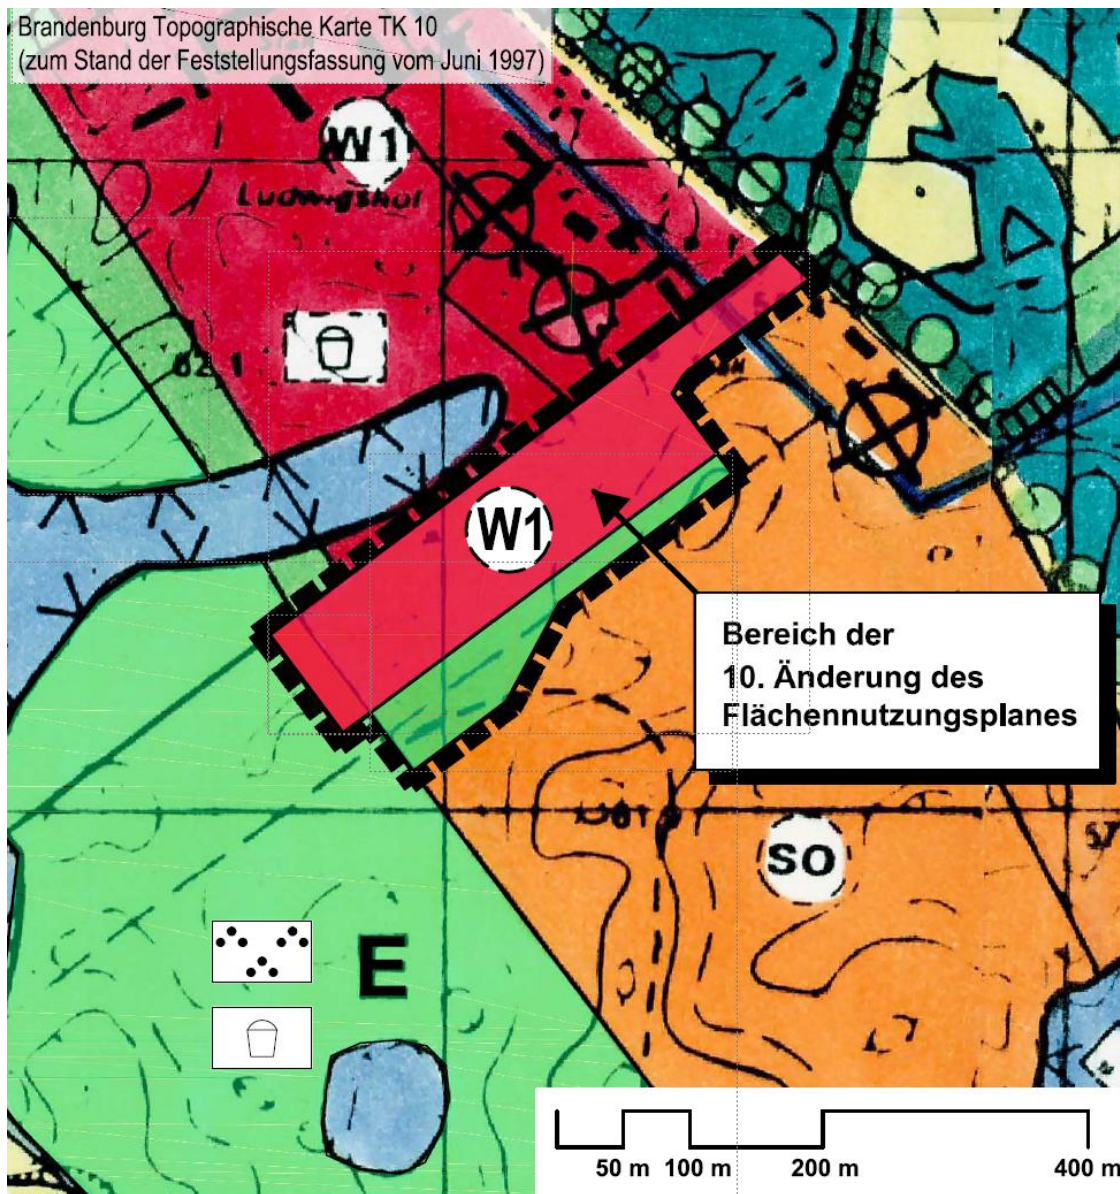 Brandenburg Topographische Karte TK 10
(zum Stand der Feststellungsfassung vom Juni 1997)
W1
Ludwigshof
W1
Bereich der
10. Änderung des
Flächennutzungsplanes
SO
E
50 m 100 m 200 m 400 m